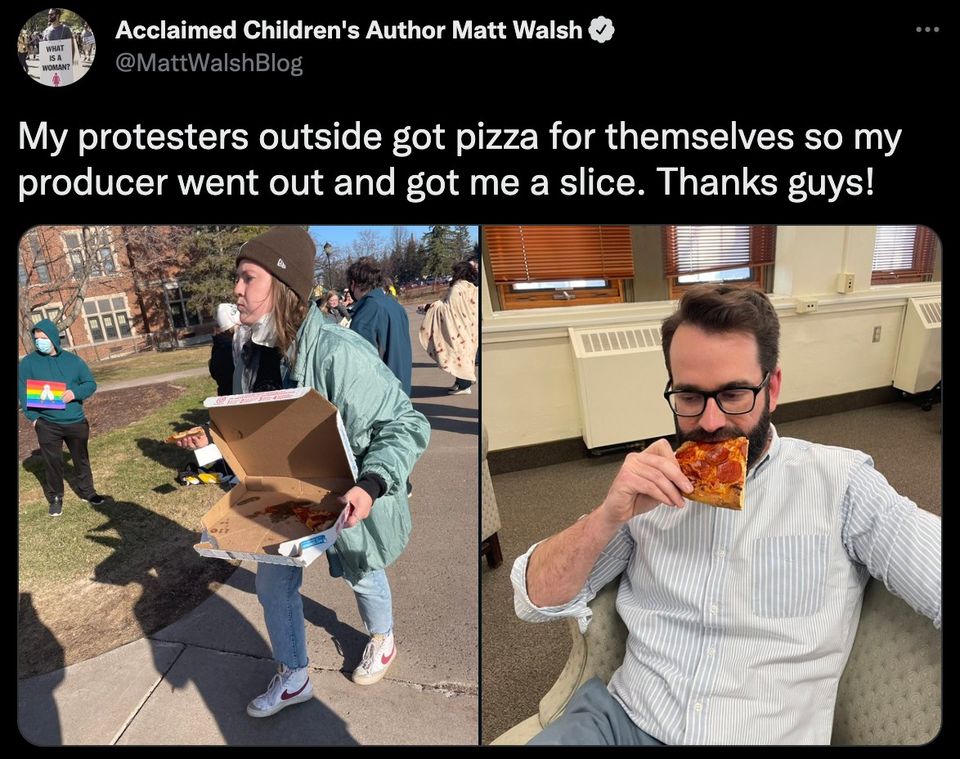 Acclaimed Children's Author Matt Walsh
@MattWalshBlog
WHAT
IS A
WOMAN?
My protesters outside got pizza for themselves so my
producer went out and got me a slice. Thanks guys!